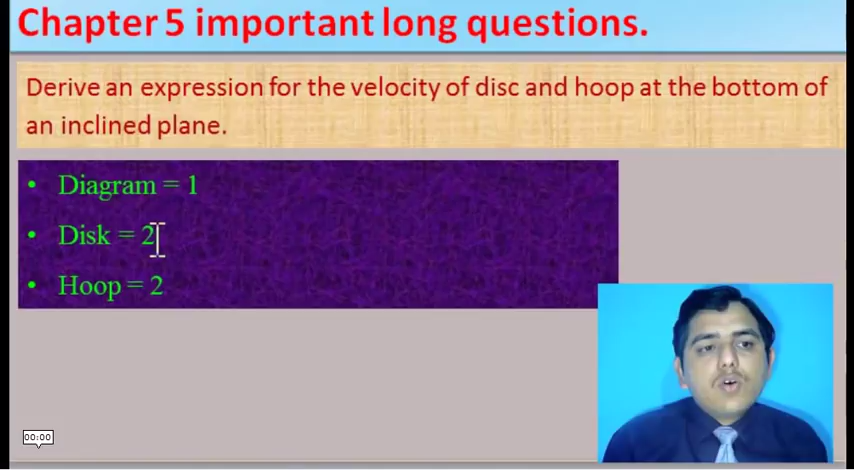 Chapter 5 important long questions.
Derive an expression for the velocity of disc and hoop at the bottom of
an inclined plane.
• Diagram = 1
• Disk = 2
• Hoop = 2
00:00